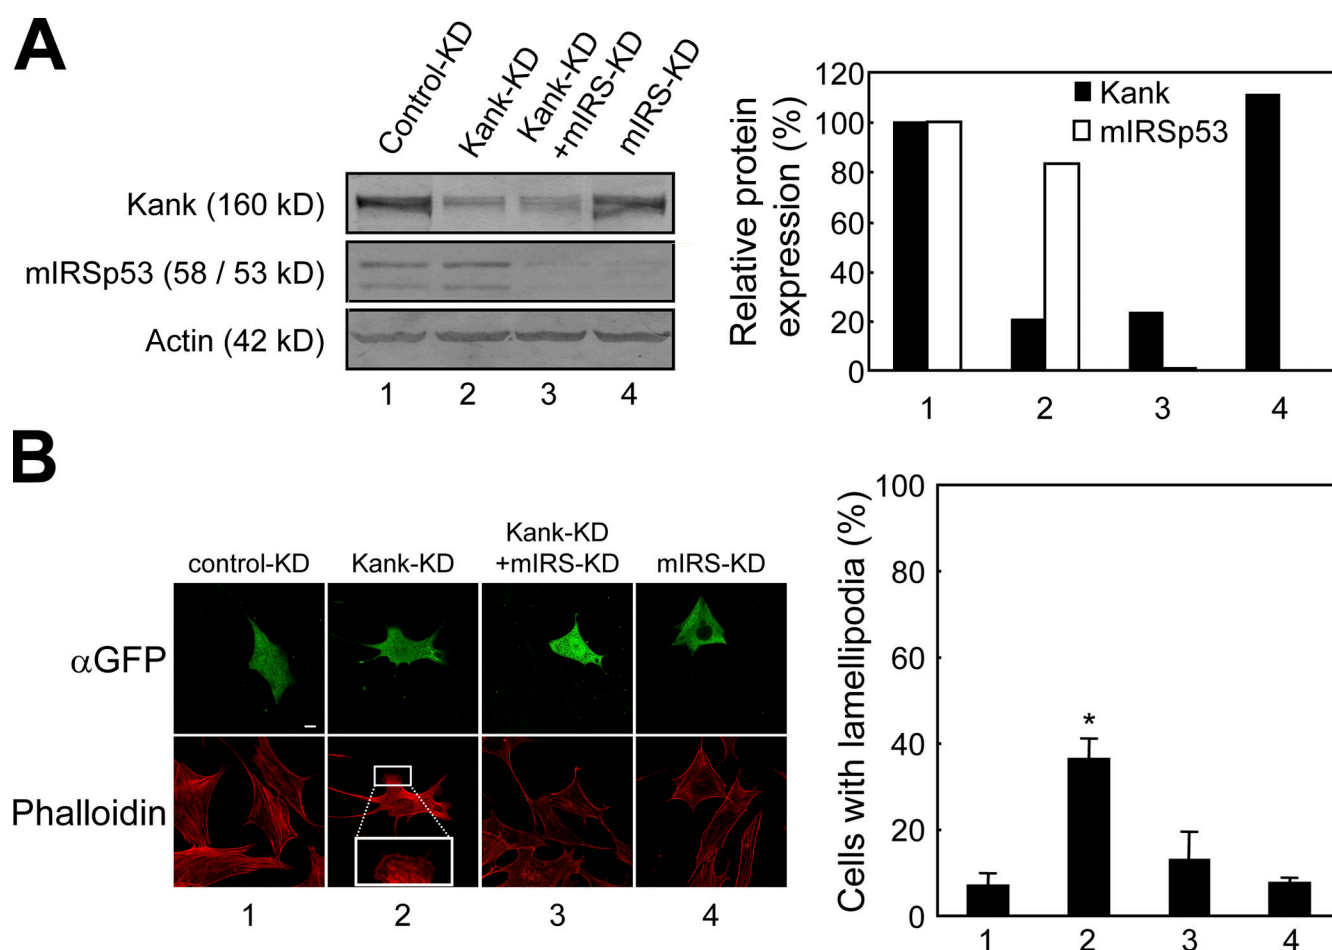 A
Control-KD
Kank-KD
Kank-KD
+mIRS-KD
mIRS-KD
Kank (160 kD)
mIRSp53 (58 / 53 kD)
Actin (42 kD)
1 2 3 4
Relative protein
expression (%)
120
100
80
60
40
20
0
Kank
mIRSp53
1 2 3 4
B
control-KD
Kank-KD
Kank-KD
+mIRS-KD
mIRS-KD
αGFP
Phalloidin
1 2 3 4
Cells with lamellipodia (%)
100
80
60
40
20
0
*
1 2 3 4